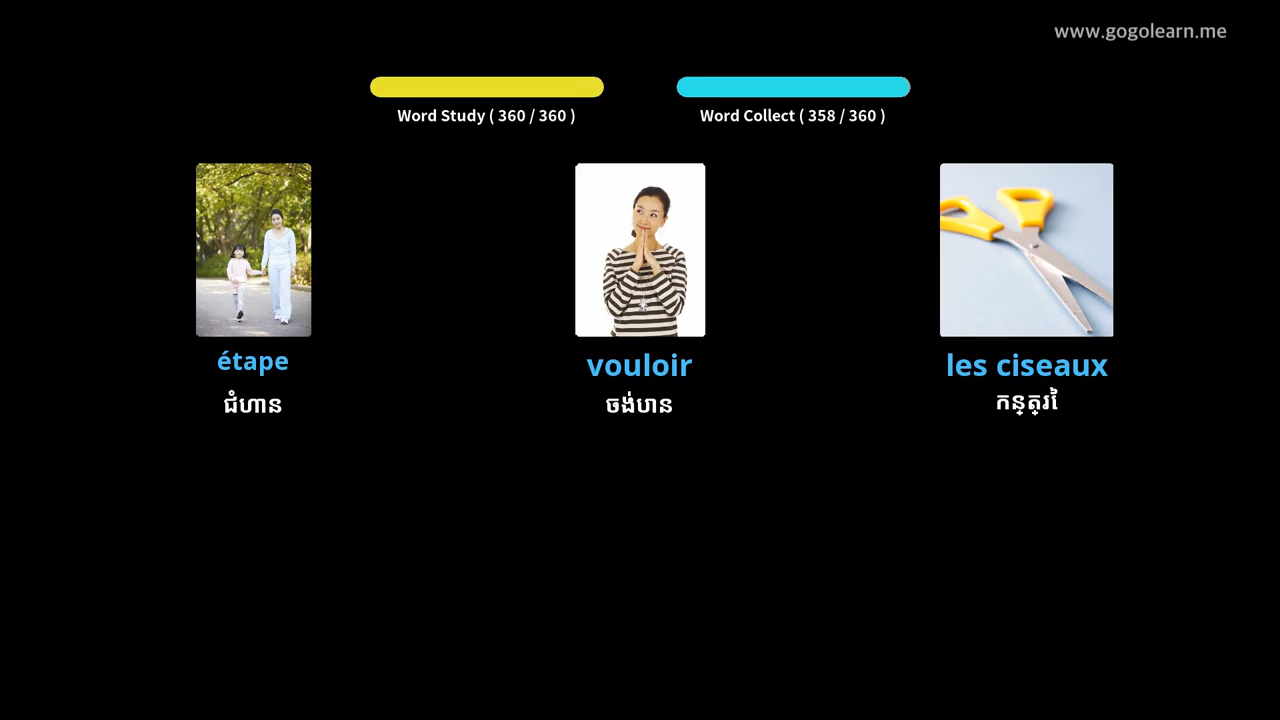 www.gogolearn.me
Word Study ( 360 / 360 )
Word Collect ( 358 / 360 )
étape
vouloir
les ciseaux
ជំហាន
ចង់បាន
កន្ត្រៃ